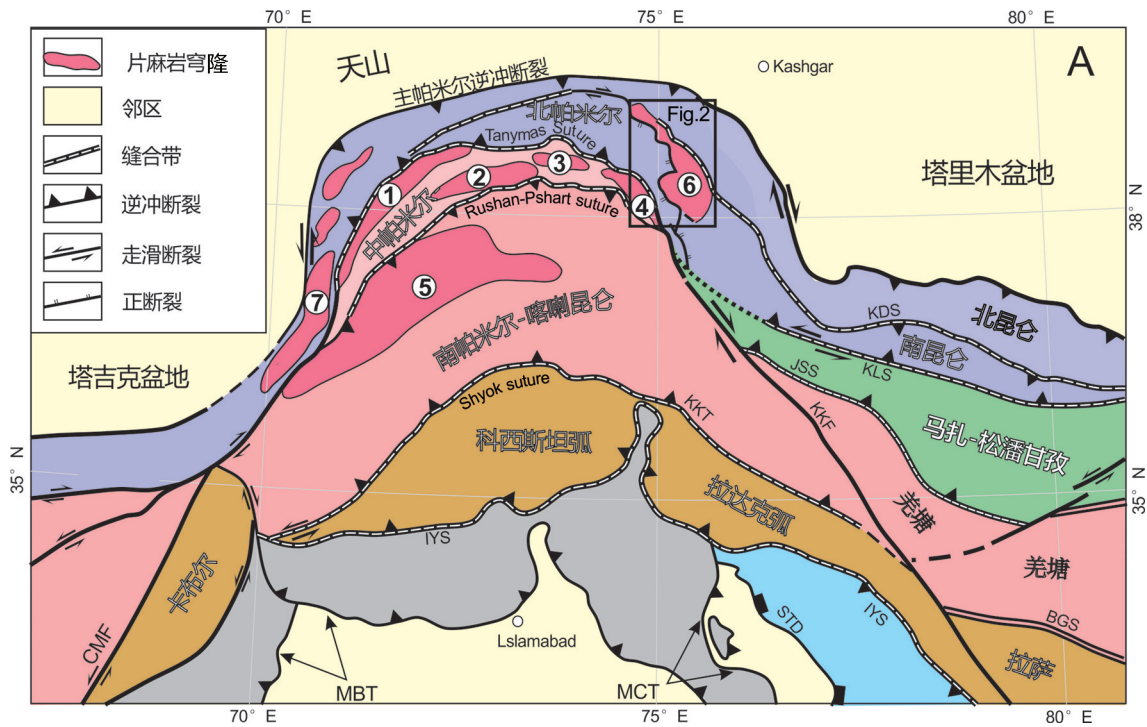 70° E
75° E
80° E
片麻岩穹隆
邻区
缝合带
逆冲断裂
走滑断裂
正断裂
天山
主帕米尔逆冲断裂
Kashgar
A
北帕米尔
Fig.2
Tanymas Suture
塔里木盆地
38° N
1
2
3
4
5
6
7
中帕米尔
Rushan-Pshart suture
南帕米尔-喀喇昆仑
KDS
北昆仑
南昆仑
KLS
JSS
KKF
塔吉克盆地
Shyok suture
KKT
科西斯坦弧
马扎-松潘甘孜
35° N
35° N
拉达克弧
羌塘
羌塘
IYS
卡布尔
CMF
IYS
STD
BGS
Lslamabad
拉萨
MBT
MCT
70° E
75° E
80° E